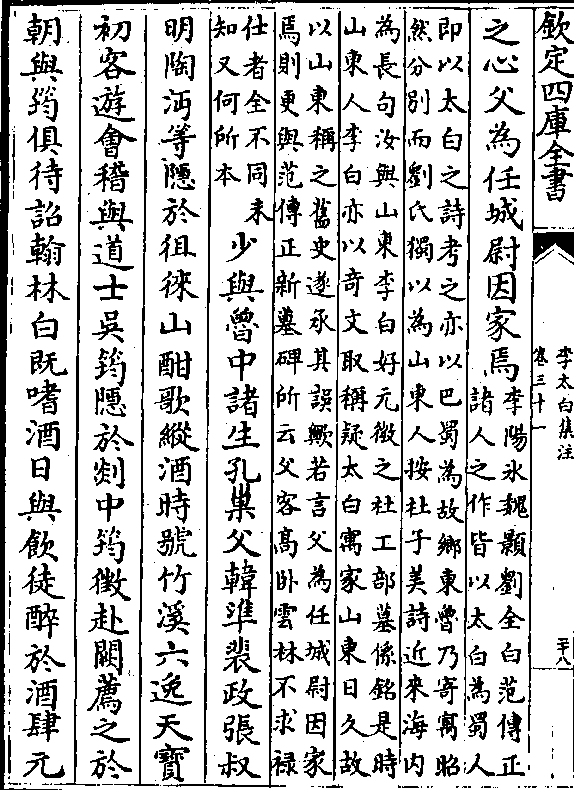 欽定四庫全書
李太白集注
卷三十一
二十八
之心父為任城尉因家焉
李陽氷魏顥劉全白范傳正
諸人之作皆以太白為蜀人
即以太白之詩考之亦以巴蜀為故鄉東魯乃寄寓昭
然分別而劉氏獨以為山東人按杜子美詩近來海内
為長句汝與山東李白好元微之杜工部墓係銘是時
山東人李白亦以奇文取稱疑太白寓家山東日久故
以山東稱之舊史遂承其誤歟若言父為任城尉因家
焉則更與范傳正新墓碑所云父客髙卧雲林不求禄
仕者全不同未
知又何所本
少與魯中諸生孔巢父韓準裴政張叔
明陶沔等隱於徂徠山酣歌縱酒時號竹溪六逸天寶
初客遊會稽與道士吳筠隱於剡中筠徵赴闕薦之於
朝與筠俱待詔翰林白既嗜酒日與飲徒醉於酒肆元